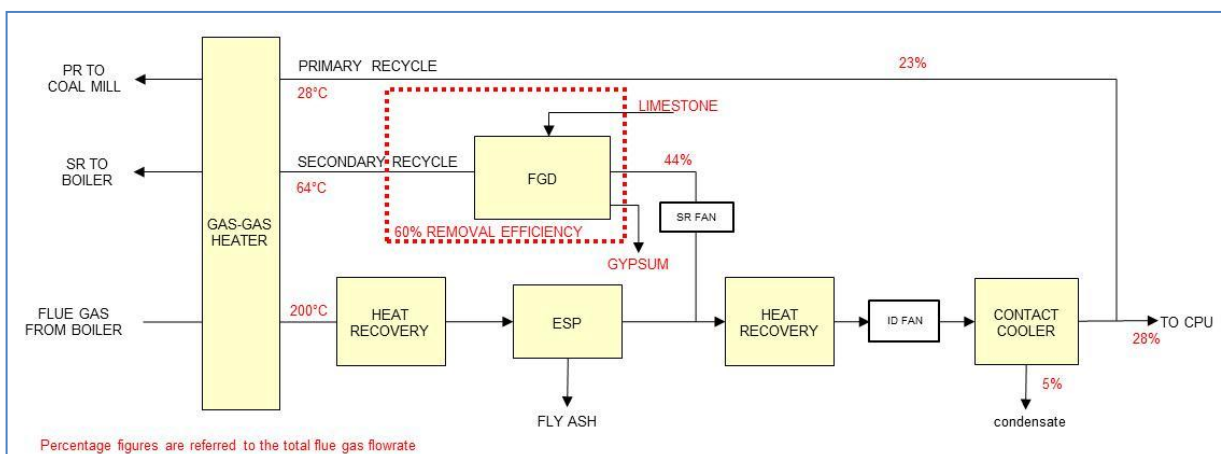 PR TO
COAL MILL
PRIMARY RECYCLE
28°C
23%
LIMESTONE
SR TO
BOILER
SECONDARY RECYCLE
64°C
FGD
44%
60% REMOVAL EFFICIENCY
SR FAN
GYPSUM
GAS-GAS
HEATER
FLUE GAS
FROM BOILER
200°C
HEAT
RECOVERY
ESP
FLY ASH
HEAT
RECOVERY
ID FAN
CONTACT
COOLER
TO CPU
28%
5%
condensate
Percentage figures are referred to the total flue gas flowrate